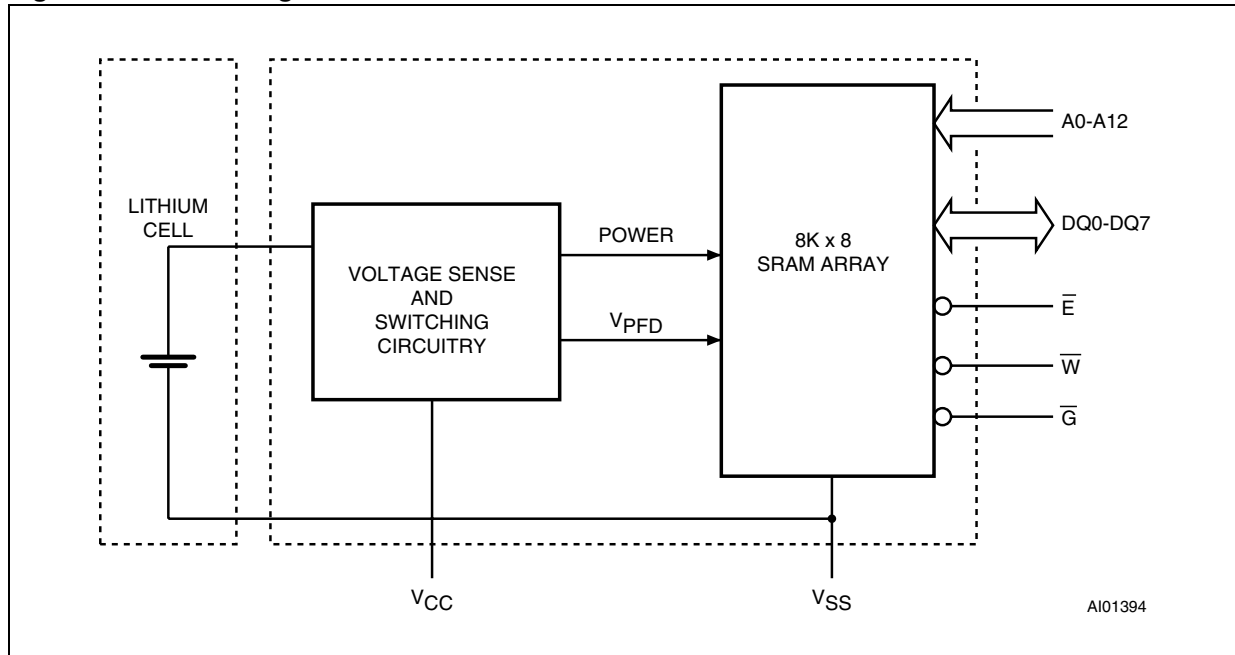 LITHIUM
CELL
VOLTAGE SENSE
AND
SWITCHING
CIRCUITRY
POWER
VPFD
8K x 8
SRAM ARRAY
A0-A12
DQ0-DQ7
E̅
W̅
G̅
VCC
VSS
AI01394